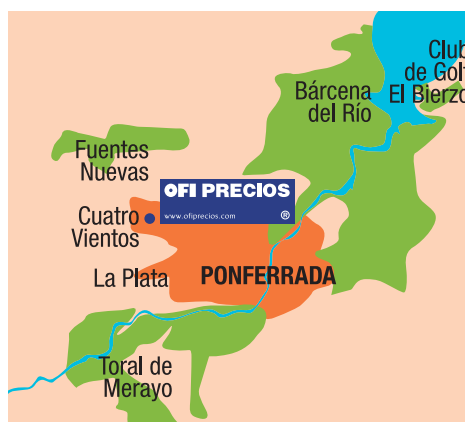 Club
de Golf
El Bierzo
Bárcena
del Río
Fuentes
Nuevas
OFI PRECIOS
www.ofiprecios.com
®
Cuatro
Vientos
La Plata
PONFERRADA
Toral de
Merayo